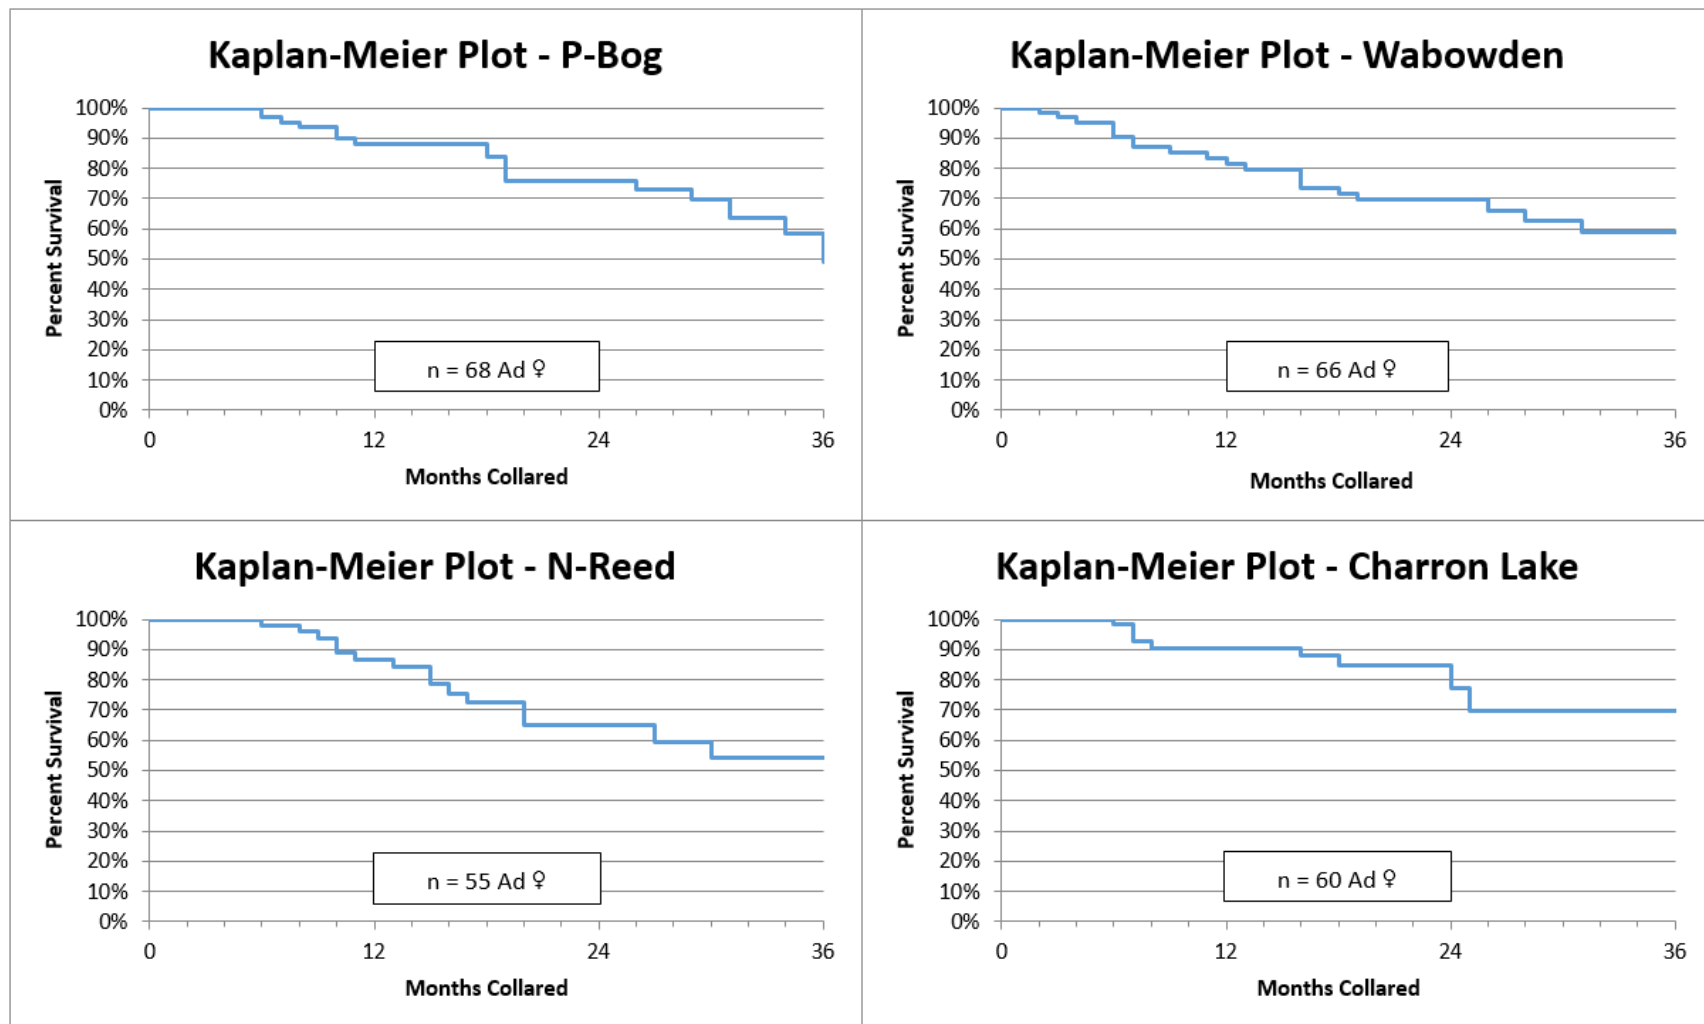 Kaplan-Meier Plot - P-Bog
100%
90%
80%
70%
60%
50%
40%
30%
20%
10%
0%
Percent Survival
n = 68 Ad ♀
0 12 24 36
Months Collared
Kaplan-Meier Plot - Wabowden
100%
90%
80%
70%
60%
50%
40%
30%
20%
10%
0%
Percent Survival
n = 66 Ad ♀
0 12 24 36
Months Collared
Kaplan-Meier Plot - N-Reed
100%
90%
80%
70%
60%
50%
40%
30%
20%
10%
0%
Percent Survival
n = 55 Ad ♀
0 12 24 36
Months Collared
Kaplan-Meier Plot - Charron Lake
100%
90%
80%
70%
60%
50%
40%
30%
20%
10%
0%
Percent Survival
n = 60 Ad ♀
0 12 24 36
Months Collared